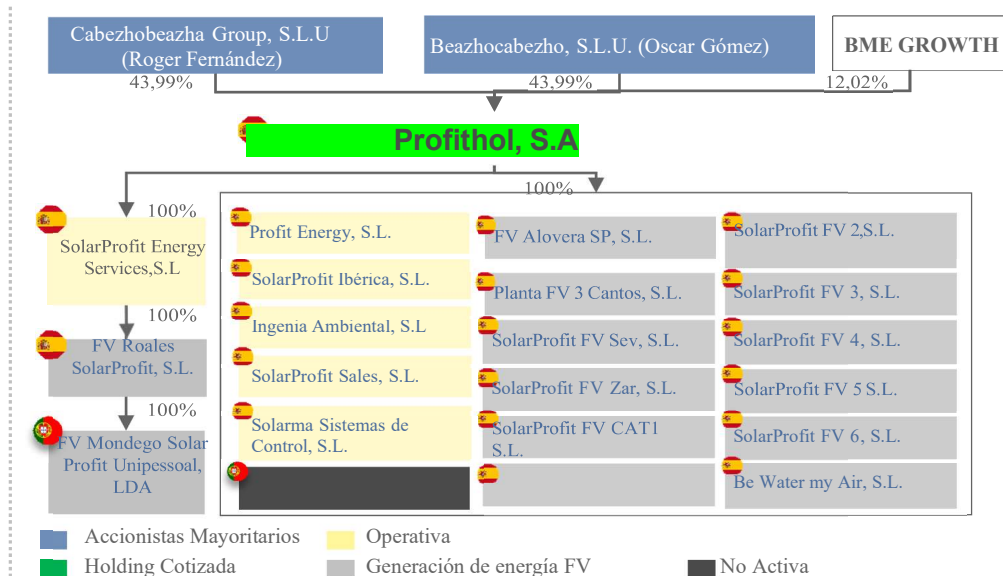 Cabezhobeazha Group, S.L.U
(Roger Fernández)
Beazhocabezho, S.L.U. (Oscar Gómez)
BME GROWTH
43,99%
43,99%
12,02%
Profithol, S.A
100%
100%
SolarProfit Energy
Services,S.L
100%
FV Roales
SolarProfit, S.L.
100%
FV Mondego Solar
Profit Unipessoal,
LDA
Profit Energy, S.L.
SolarProfit Ibérica, S.L.
Ingenia Ambiental, S.L
SolarProfit Sales, S.L.
Solarma Sistemas de
Control, S.L.
FV Alovera SP, S.L.
Planta FV 3 Cantos, S.L.
SolarProfit FV Sev, S.L.
SolarProfit FV Zar, S.L.
SolarProfit FV CAT1
S.L.
SolarProfit FV 2,S.L.
SolarProfit FV 3, S.L.
SolarProfit FV 4, S.L.
SolarProfit FV 5 S.L.
SolarProfit FV 6, S.L.
Be Water my Air, S.L.
Accionistas Mayoritarios
Operativa
Holding Cotizada
Generación de energía FV
No Activa